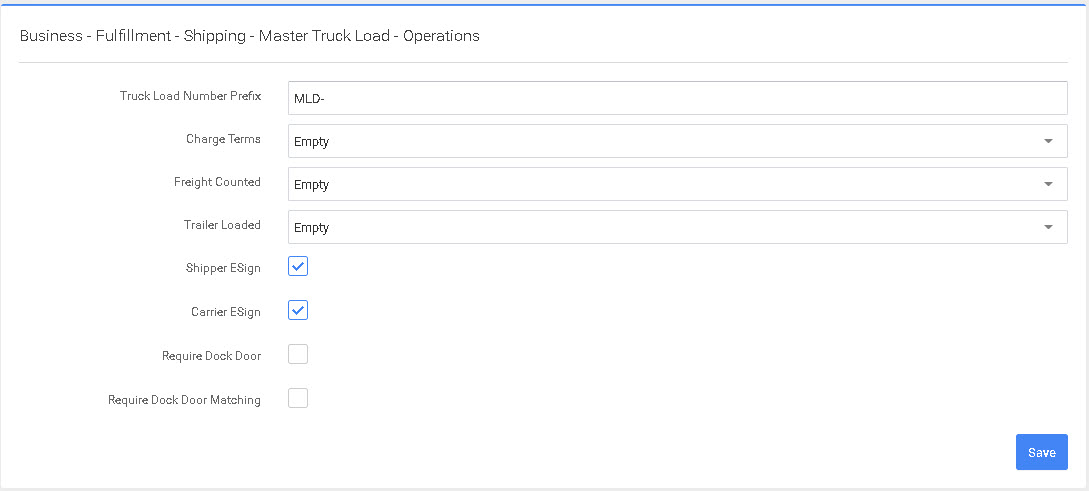 Business - Fulfillment - Shipping - Master Truck Load - Operations
Truck Load Number Prefix MLD-
Charge Terms Empty
Freight Counted Empty
Trailer Loaded Empty
Shipper ESign
Carrier ESign
Require Dock Door
Require Dock Door Matching
Save